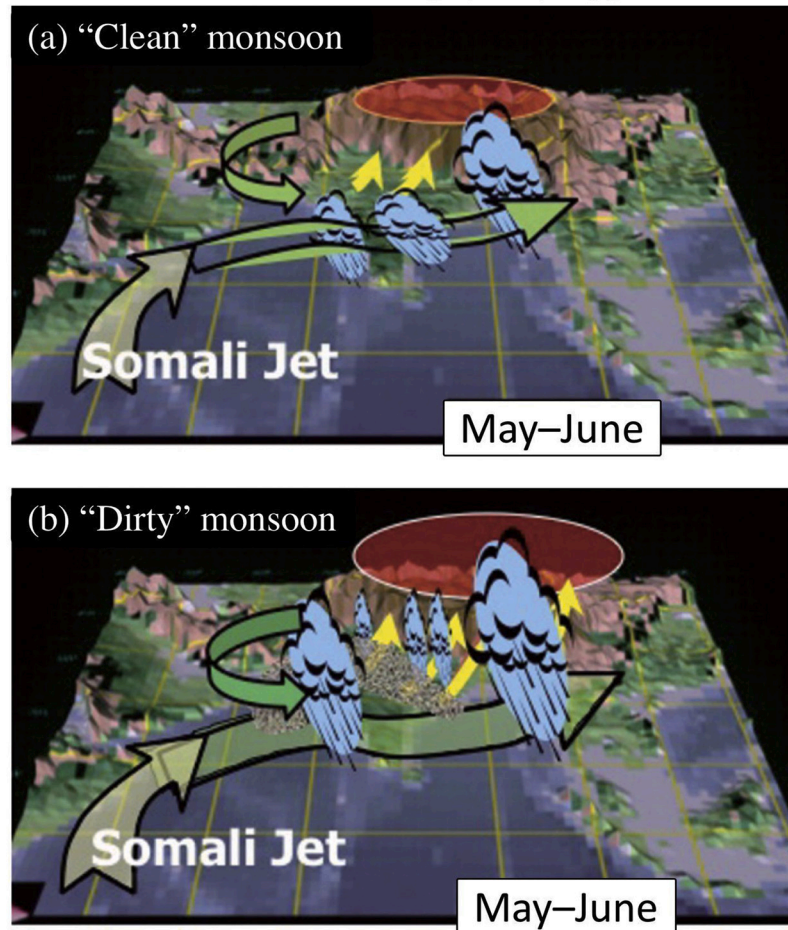 (a) “Clean” monsoon
Somali Jet
May–June
(b) “Dirty” monsoon
Somali Jet
May–June